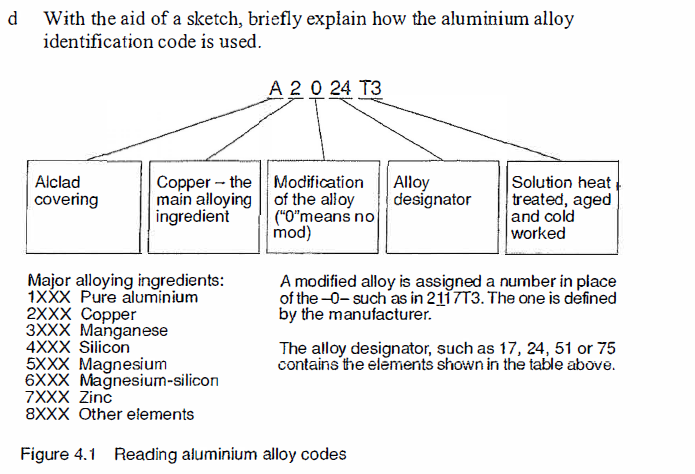 d With the aid of a sketch, briefly explain how the aluminium alloy
identification code is used.
A 2 0 24 T3
Alclad
covering
Copper – the
main alloying
ingredient
Modification
of the alloy
("0"means no
mod)
Alloy
designator
Solution heat
treated, aged
and cold
worked
Major alloying ingredients:
1XXX Pure aluminium
2XXX Copper
3XXX Manganese
4XXX Silicon
5XXX Magnesium
6XXX Magnesium-silicon
7XXX Zinc
8XXX Other elements
A modified alloy is assigned a number in place
of the –0– such as in 2117T3. The one is defined
by the manufacturer.
The alloy designator, such as 17, 24, 51 or 75
contains the elements shown in the table above.
Figure 4.1 Reading aluminium alloy codes